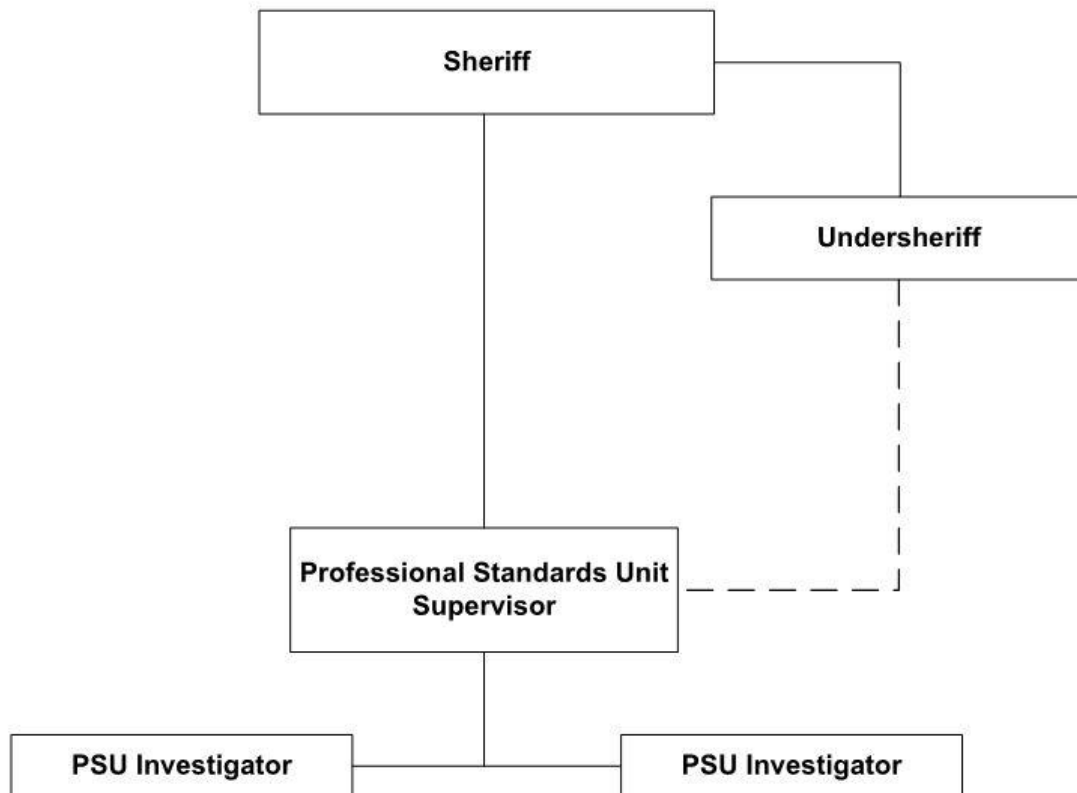 Sheriff
Undersheriff
Professional Standards Unit
Supervisor
PSU Investigator
PSU Investigator